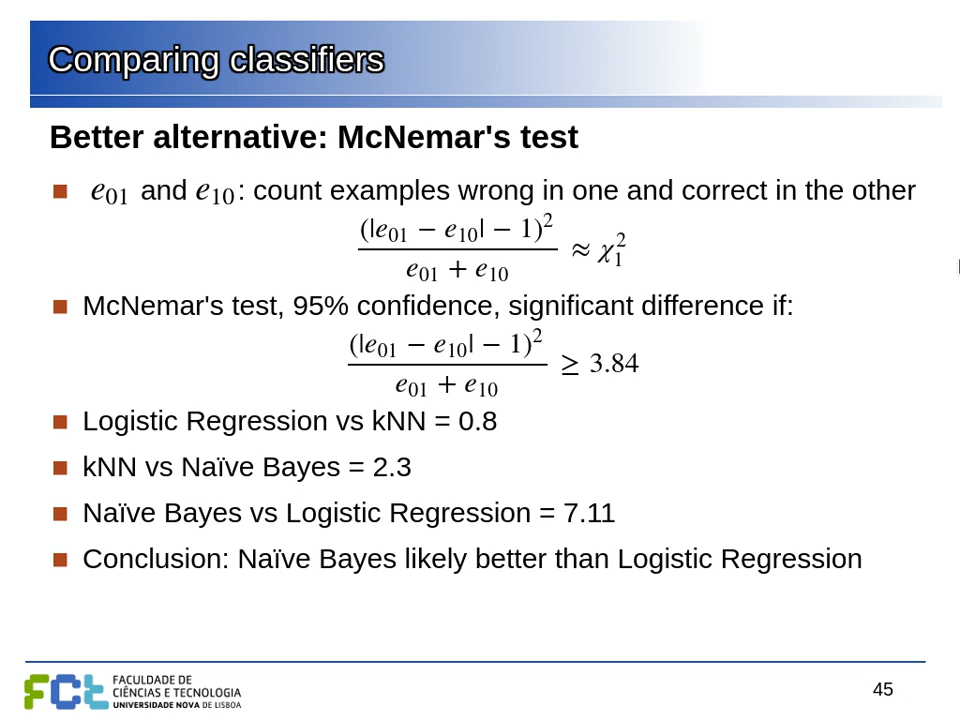 Comparing classifiers
Better alternative: McNemar's test
■ e₀₁ and e₁₀: count examples wrong in one and correct in the other
(|e₀₁ − e₁₀| − 1)² / (e₀₁ + e₁₀) ≈ χ₁²
■ McNemar's test, 95% confidence, significant difference if:
(|e₀₁ − e₁₀| − 1)² / (e₀₁ + e₁₀) ≥ 3.84
■ Logistic Regression vs kNN = 0.8
■ kNN vs Naïve Bayes = 2.3
■ Naïve Bayes vs Logistic Regression = 7.11
■ Conclusion: Naïve Bayes likely better than Logistic Regression
FCt
FACULDADE DE
CIÊNCIAS E TECNOLOGIA
UNIVERSIDADE NOVA DE LISBOA
45